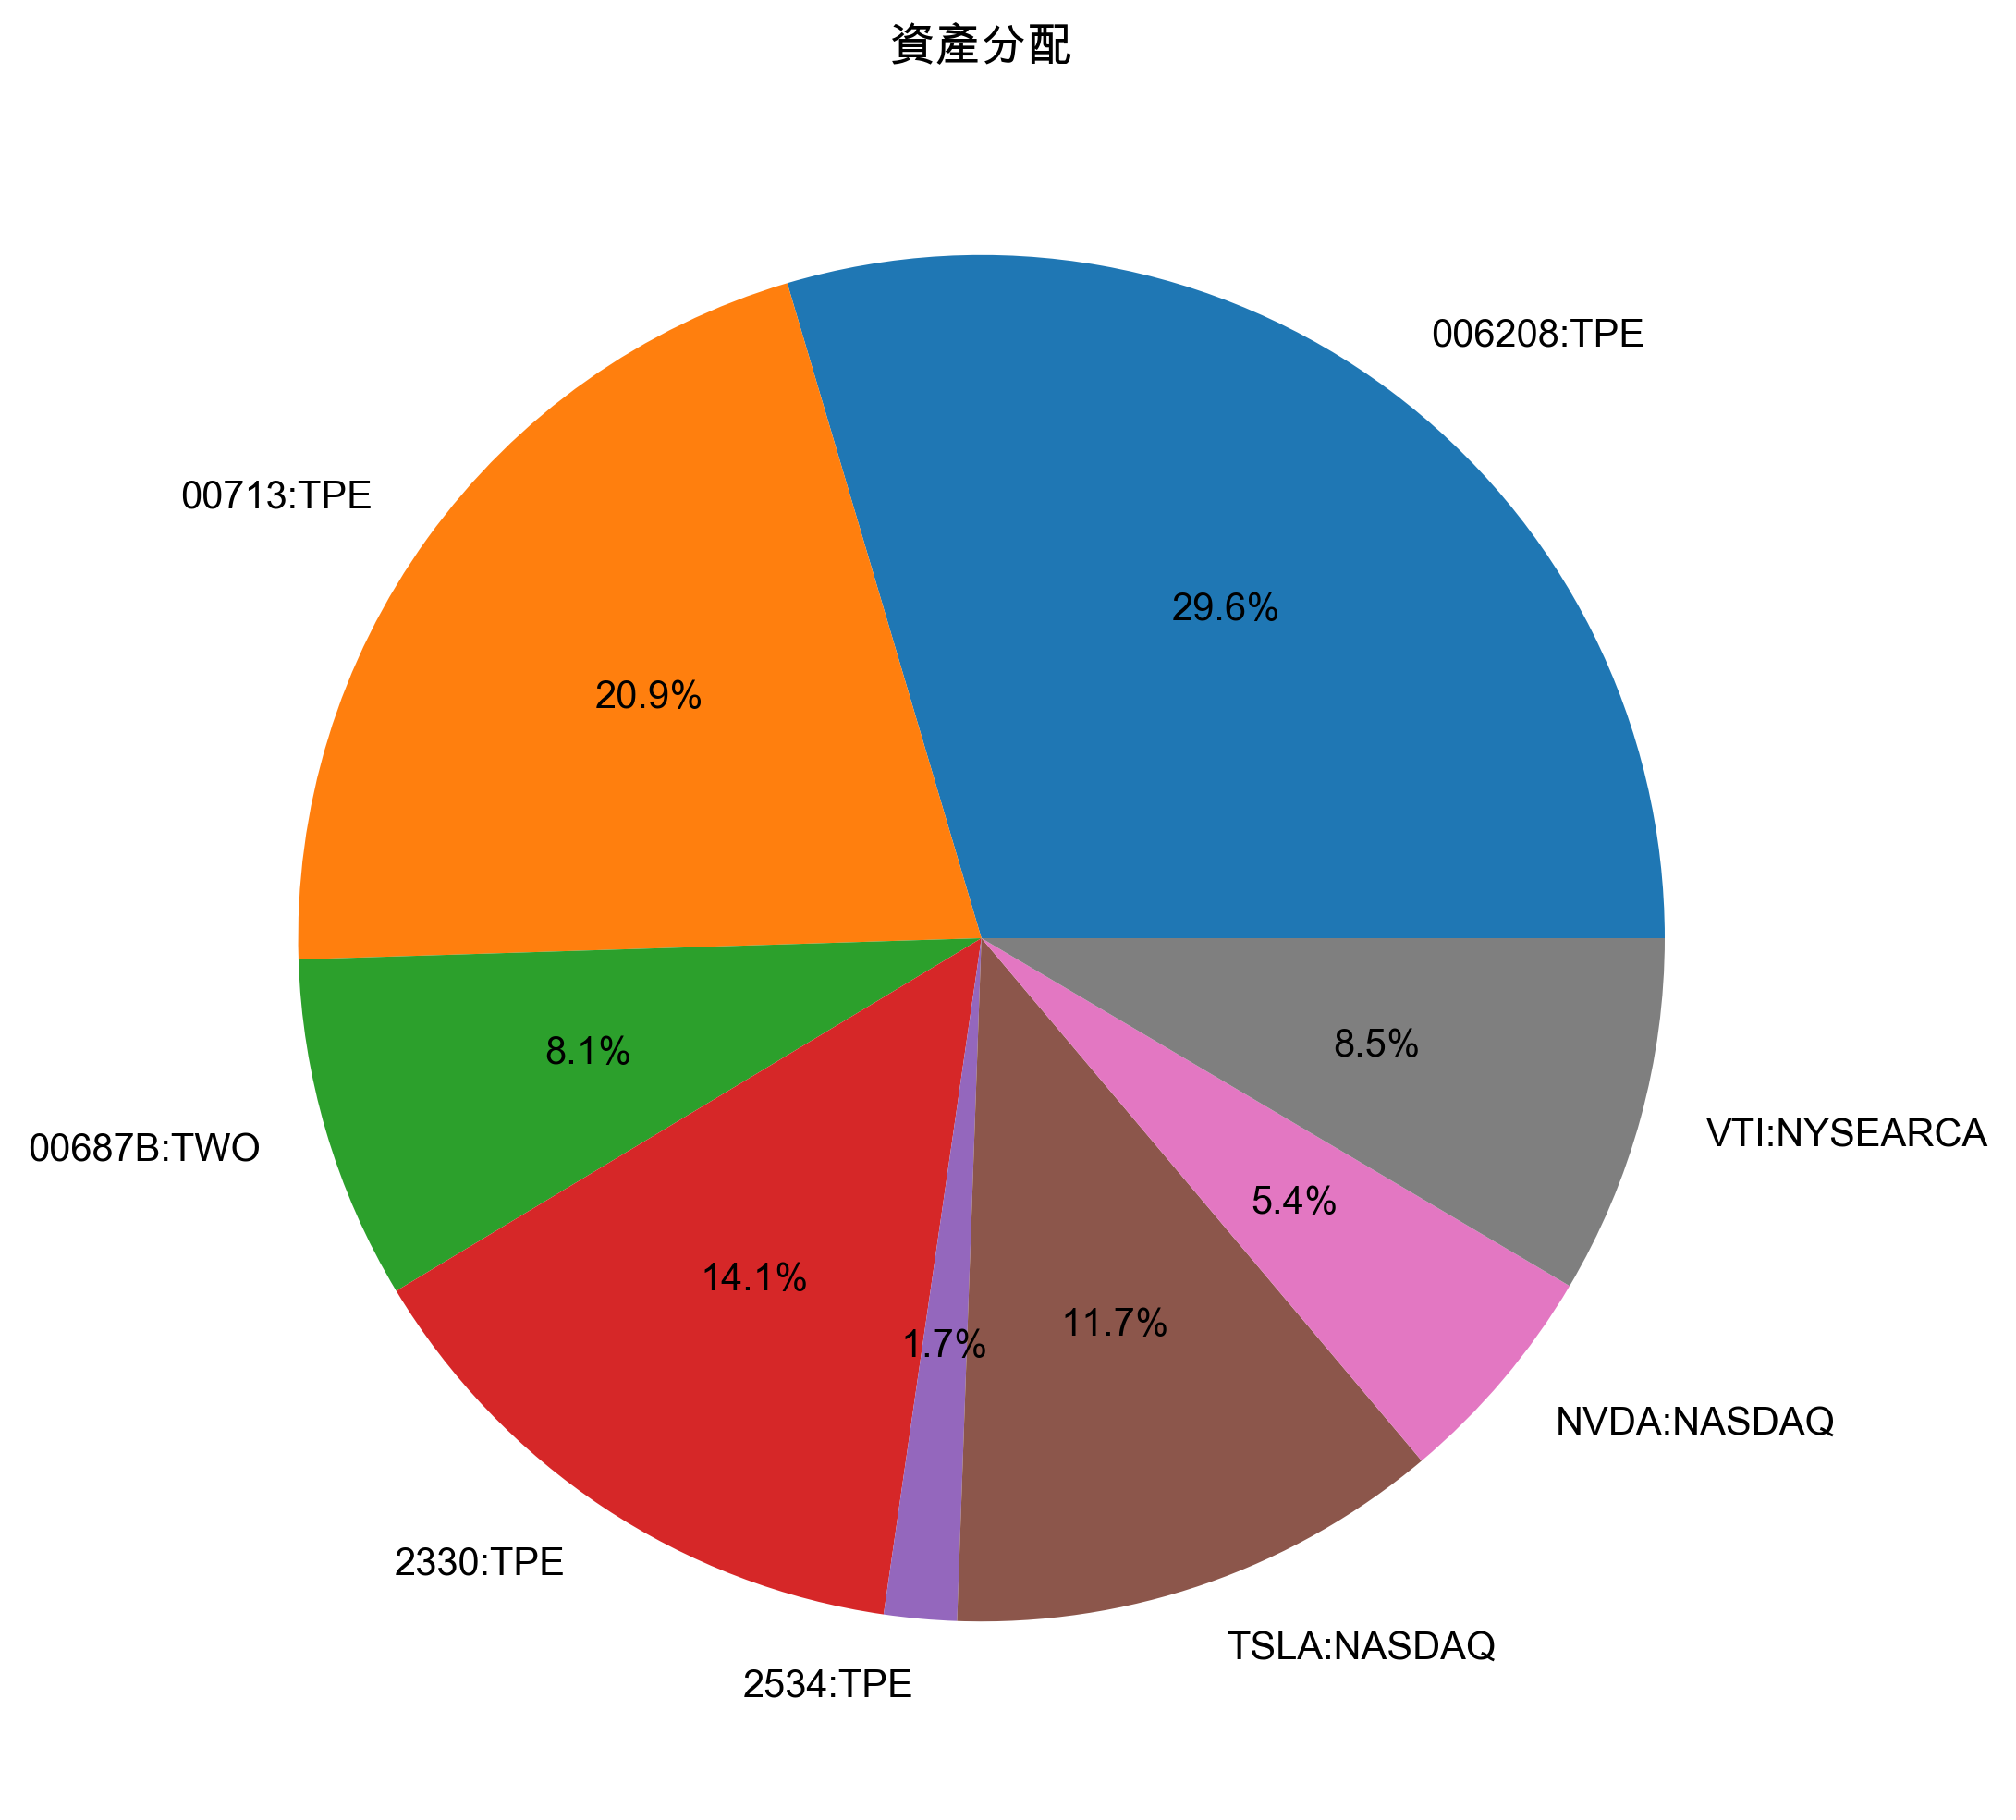 資產分配
006208:TPE
29.6%
00713:TPE
20.9%
00687B:TWO
8.1%
2330:TPE
14.1%
2534:TPE
1.7%
TSLA:NASDAQ
11.7%
NVDA:NASDAQ
5.4%
VTI:NYSEARCA
8.5%